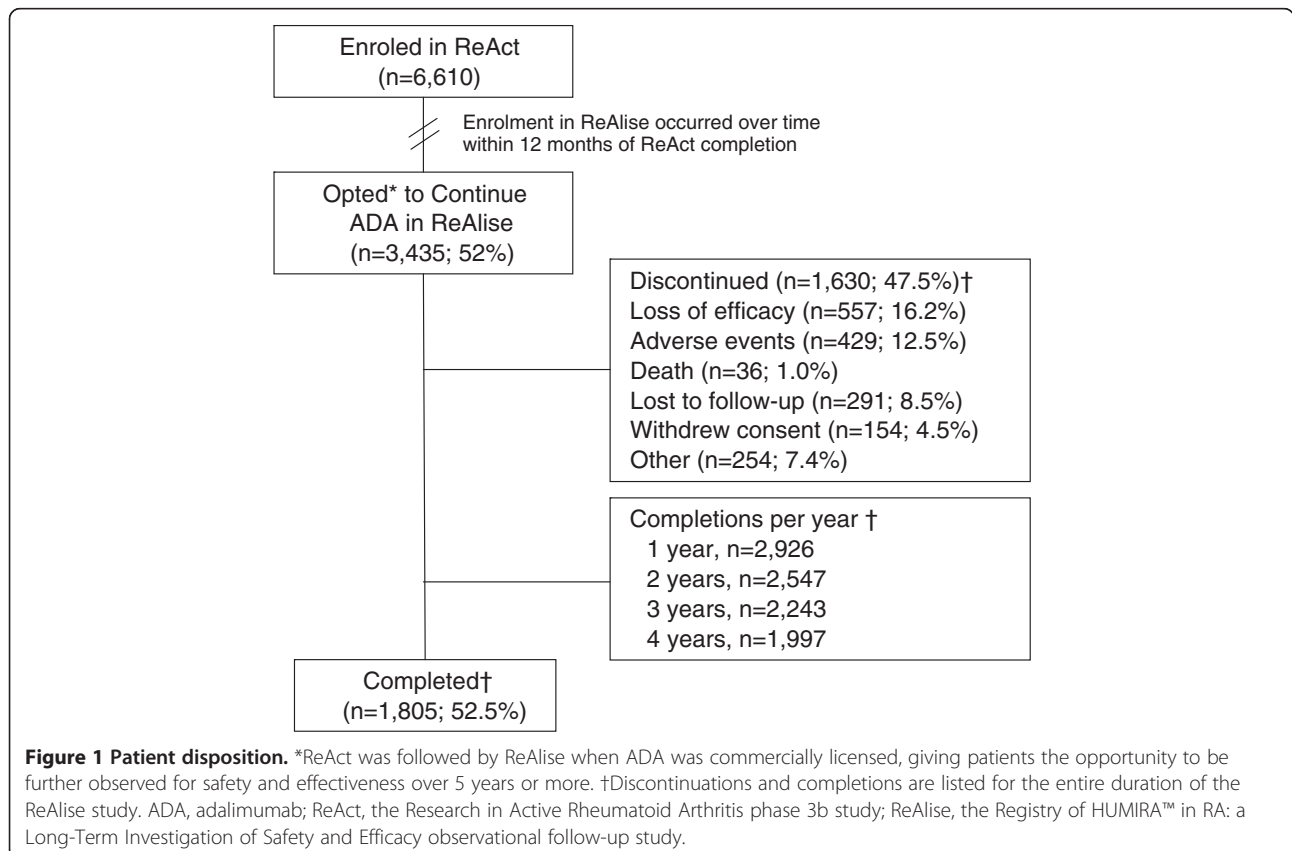 Enroled in ReAct
(n=6,610)
Enrolment in ReAlise occurred over time
within 12 months of ReAct completion
Opted* to Continue
ADA in ReAlise
(n=3,435; 52%)
Discontinued (n=1,630; 47.5%)†
Loss of efficacy (n=557; 16.2%)
Adverse events (n=429; 12.5%)
Death (n=36; 1.0%)
Lost to follow-up (n=291; 8.5%)
Withdrew consent (n=154; 4.5%)
Other (n=254; 7.4%)
Completions per year †
1 year, n=2,926
2 years, n=2,547
3 years, n=2,243
4 years, n=1,997
Completed†
(n=1,805; 52.5%)
Figure 1 Patient disposition. *ReAct was followed by ReAlise when ADA was commercially licensed, giving patients the opportunity to be
further observed for safety and effectiveness over 5 years or more. †Discontinuations and completions are listed for the entire duration of the
ReAlise study. ADA, adalimumab; ReAct, the Research in Active Rheumatoid Arthritis phase 3b study; ReAlise, the Registry of HUMIRA™ in RA: a
Long-Term Investigation of Safety and Efficacy observational follow-up study.